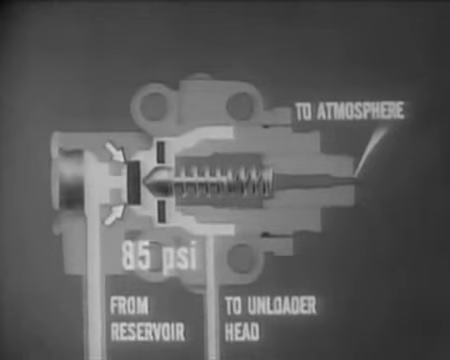 TO ATMOSPHERE
85 psi
FROM
RESERVOIR
TO UNLOADER
HEAD